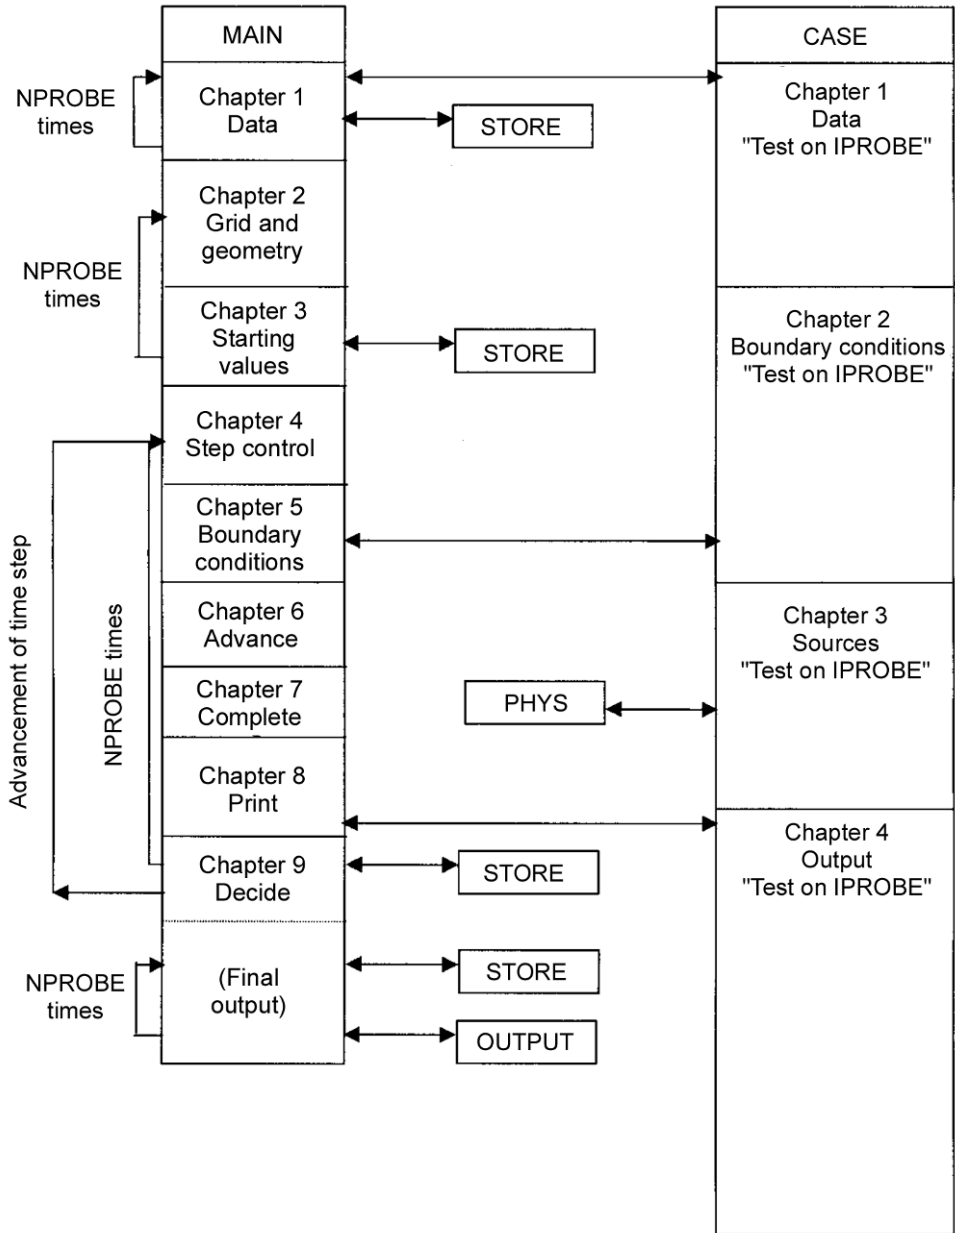 MAIN
CASE
NPROBE
times
Chapter 1
Data
STORE
Chapter 1
Data
"Test on IPROBE"
Chapter 2
Grid and
geometry
NPROBE
times
Chapter 3
Starting
values
STORE
Chapter 2
Boundary conditions
"Test on IPROBE"
Chapter 4
Step control
Advancement of time step
NPROBE times
Chapter 5
Boundary
conditions
Chapter 6
Advance
Chapter 3
Sources
"Test on IPROBE"
Chapter 7
Complete
PHYS
Chapter 8
Print
Chapter 4
Output
"Test on IPROBE"
Chapter 9
Decide
STORE
NPROBE
times
(Final
output)
STORE
OUTPUT